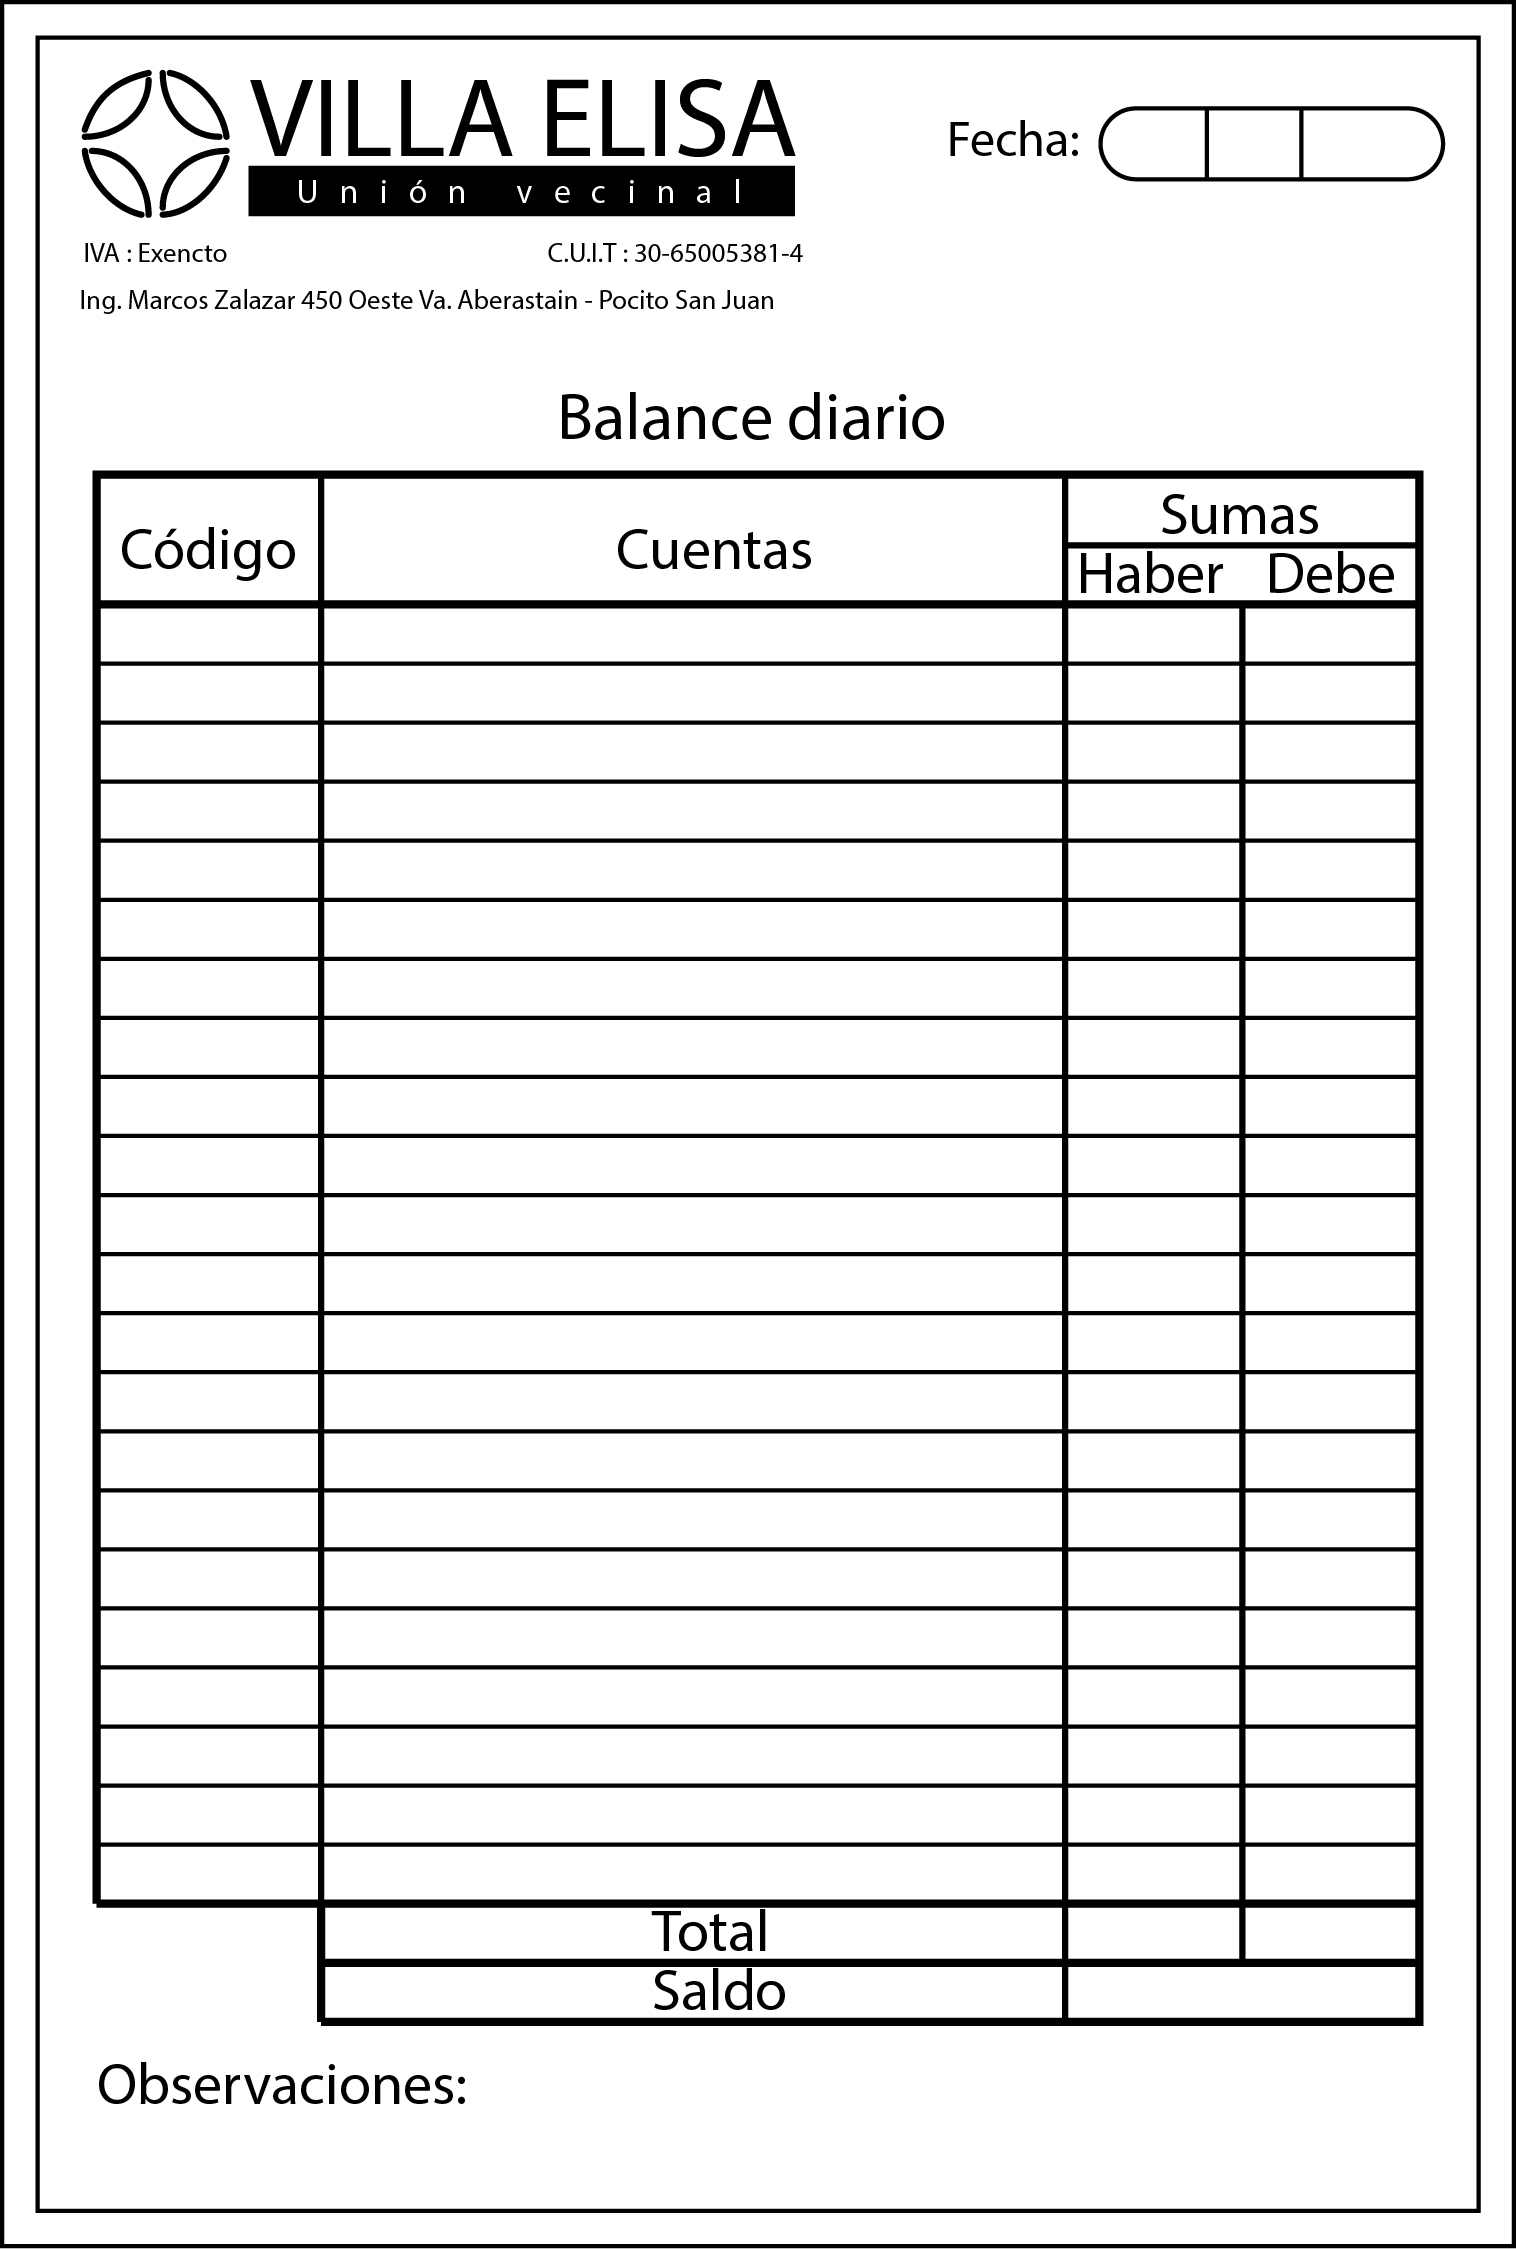 VILLA ELISA
Unión vecinal
Fecha:
IVA : Exencto
C.U.I.T : 30-65005381-4
Ing. Marcos Zalazar 450 Oeste Va. Aberastain - Pocito San Juan
Balance diario
Código
Cuentas
Sumas
Haber
Debe
Total
Saldo
Observaciones: